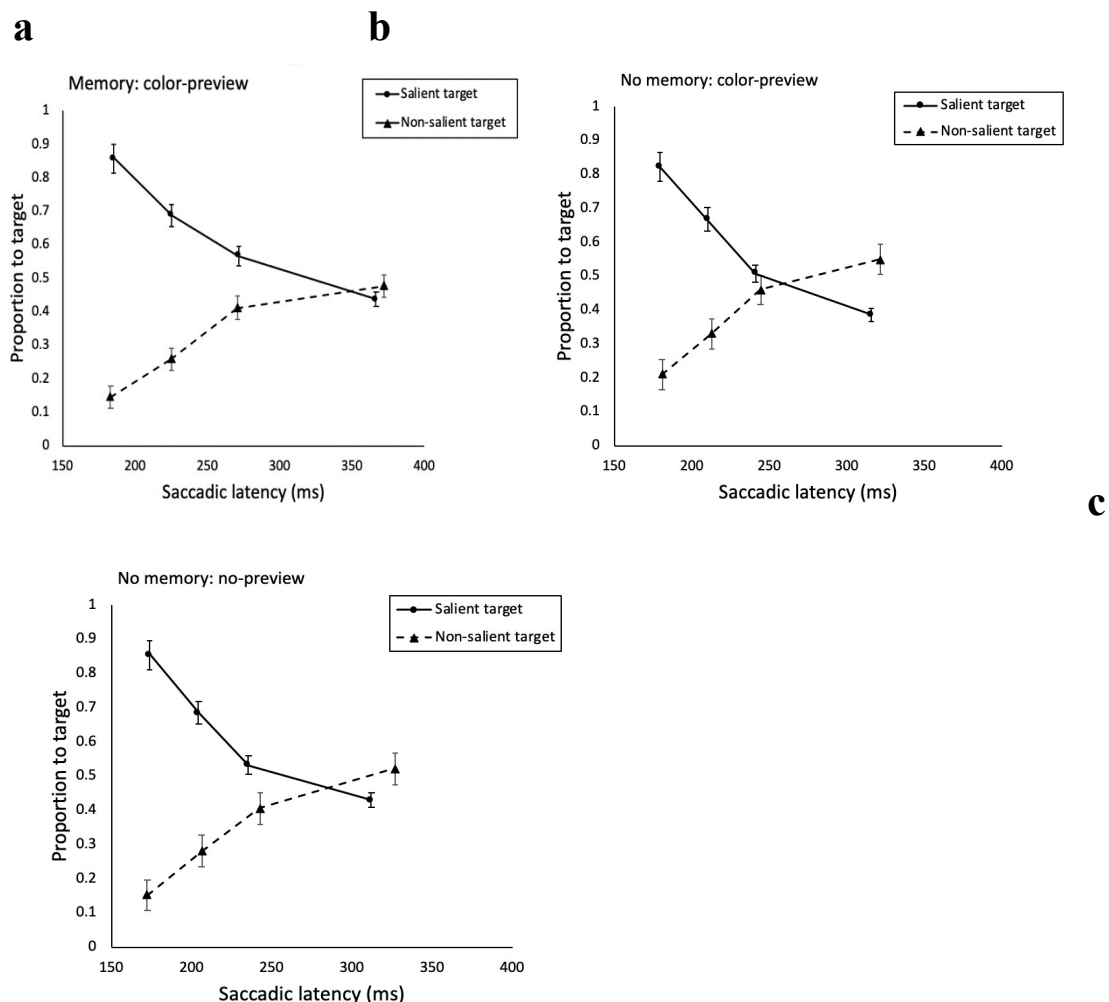 a
b
Memory: color-preview
Salient target
Non-salient target
1
0.9
0.8
0.7
0.6
0.5
0.4
0.3
0.2
0.1
0
Proportion to target
150 200 250 300 350 400
Saccadic latency (ms)
No memory: color-preview
Salient target
Non-salient target
1
0.9
0.8
0.7
0.6
0.5
0.4
0.3
0.2
0.1
0
Proportion to target
150 200 250 300 350 400
Saccadic latency (ms)
c
No memory: no-preview
Salient target
Non-salient target
1
0.9
0.8
0.7
0.6
0.5
0.4
0.3
0.2
0.1
0
Proportion to target
150 200 250 300 350 400
Saccadic latency (ms)